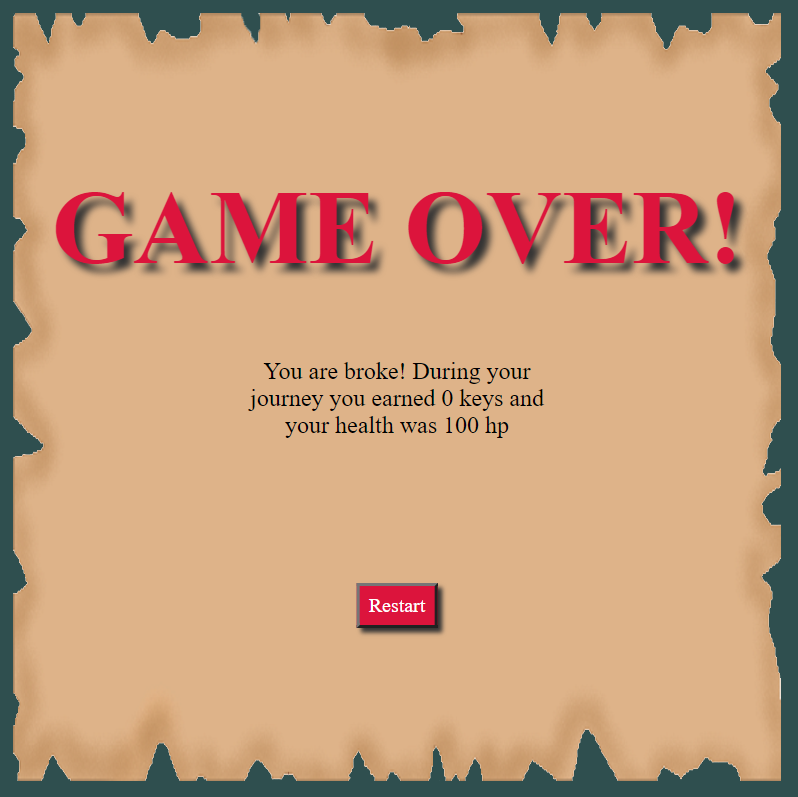 GAME OVER!
You are broke! During your
journey you earned 0 keys and
your health was 100 hp
Restart